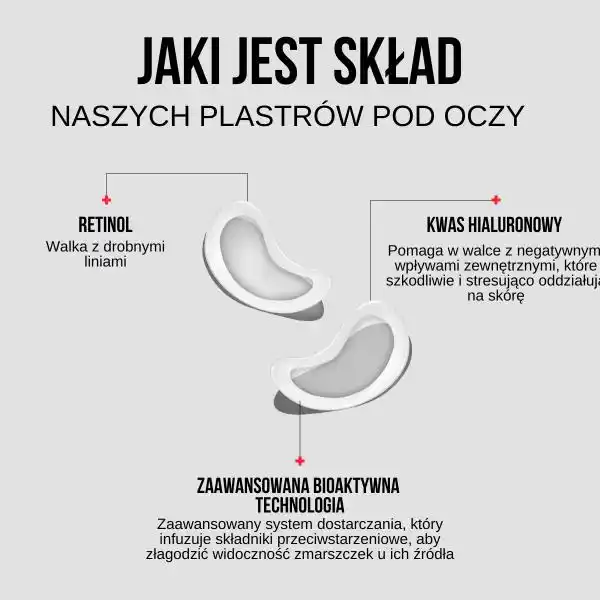 JAKI JEST SKŁAD
NASZYCH PLASTRÓW POD OCZY
RETINOL
Walka z drobnymi
liniami
KWAS HIALURONOWY
Pomaga w walce z negatywnym
wpływami zewnętrznymi, które
szkodliwie i stresująco oddziałują
na skórę
ZAAWANSOWANA BIOAKTYWNA
TECHNOLOGIA
Zaawansowany system dostarczania, który
infuzuje składniki przeciwstarzeniowe, aby
złagodzić widoczność zmarszczek u ich źródła